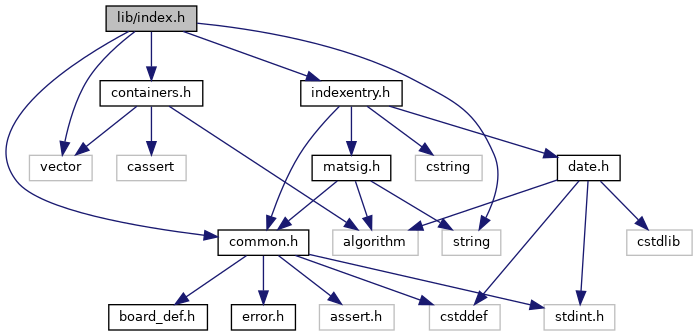 lib/index.h
containers.h
indexentry.h
vector
cassert
matsig.h
cstring
date.h
common.h
algorithm
string
cstdlib
board_def.h
error.h
assert.h
cstddef
stdint.h